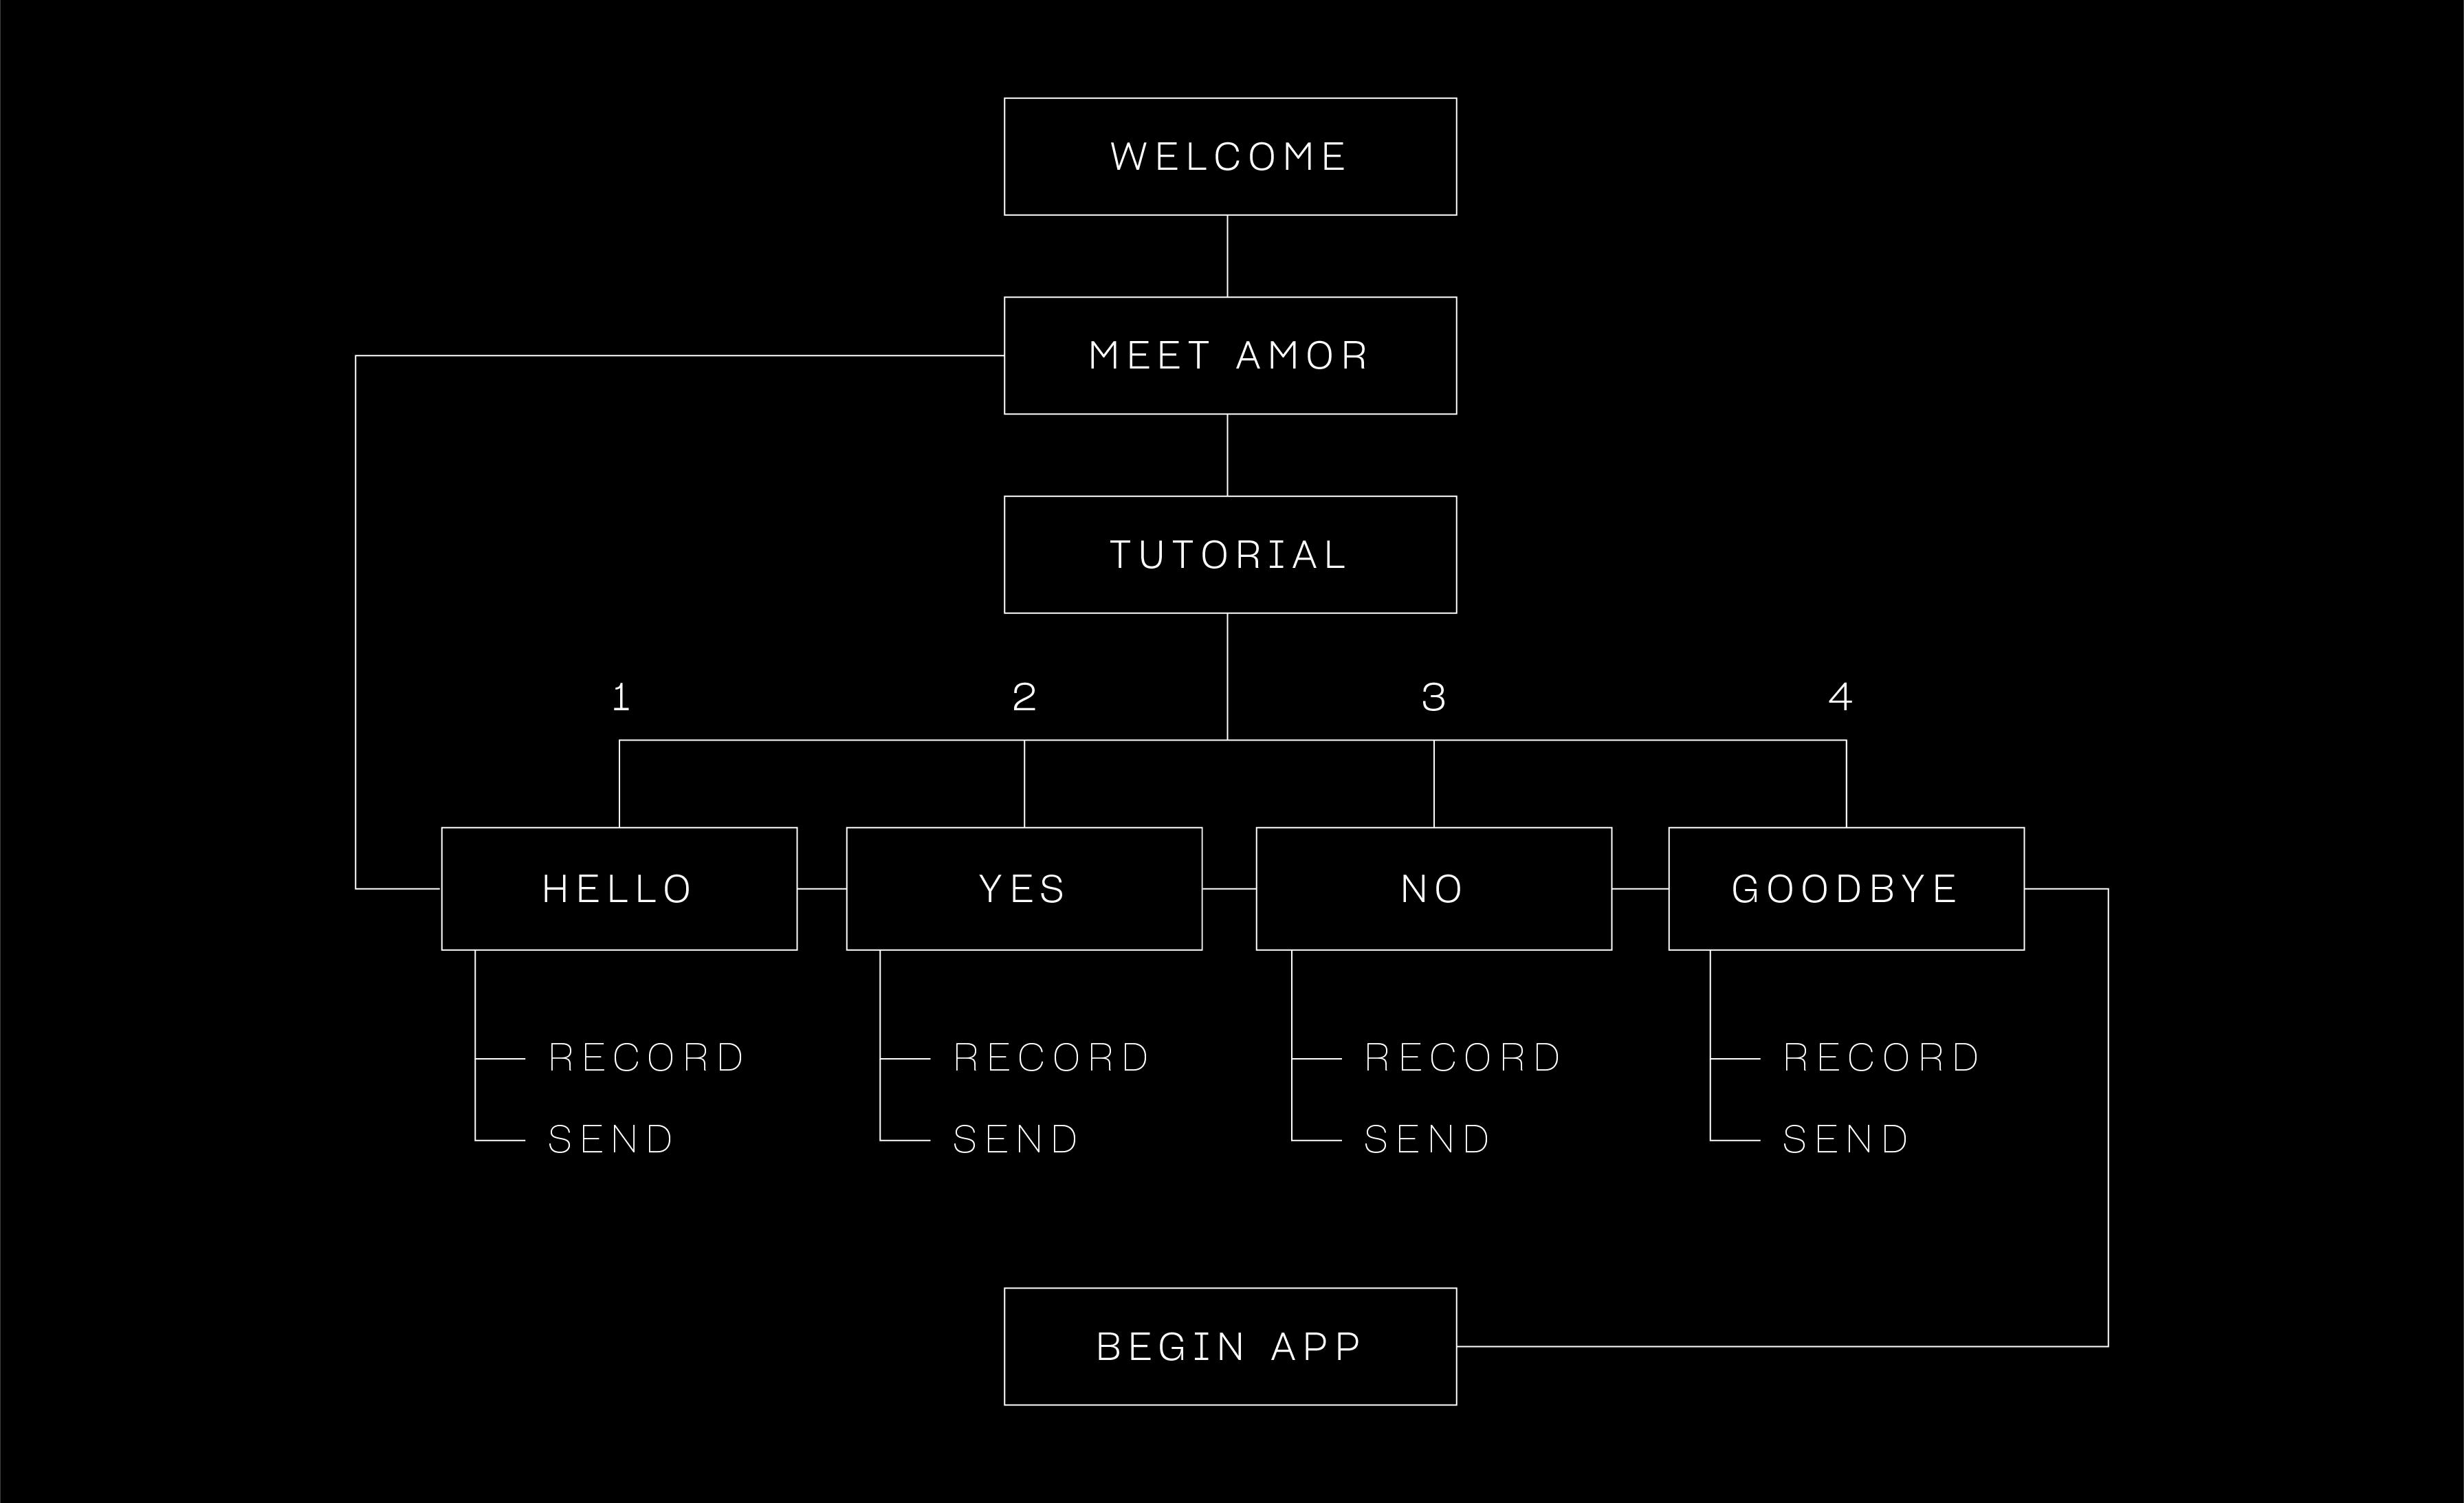 WELCOME
MEET AMOR
TUTORIAL
1 2 3 4
HELLO YES NO GOODBYE
RECORD RECORD RECORD RECORD
SEND SEND SEND SEND
BEGIN APP